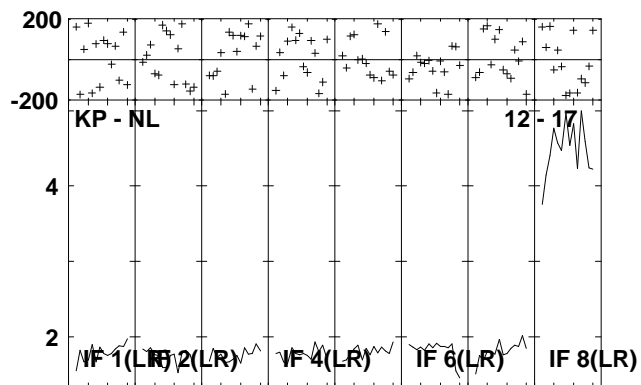 200
-200
KP - NL 12 - 17
4
2
IF 1(LR) IF 2(LR) IF 4(LR) IF 6(LR) IF 8(LR)